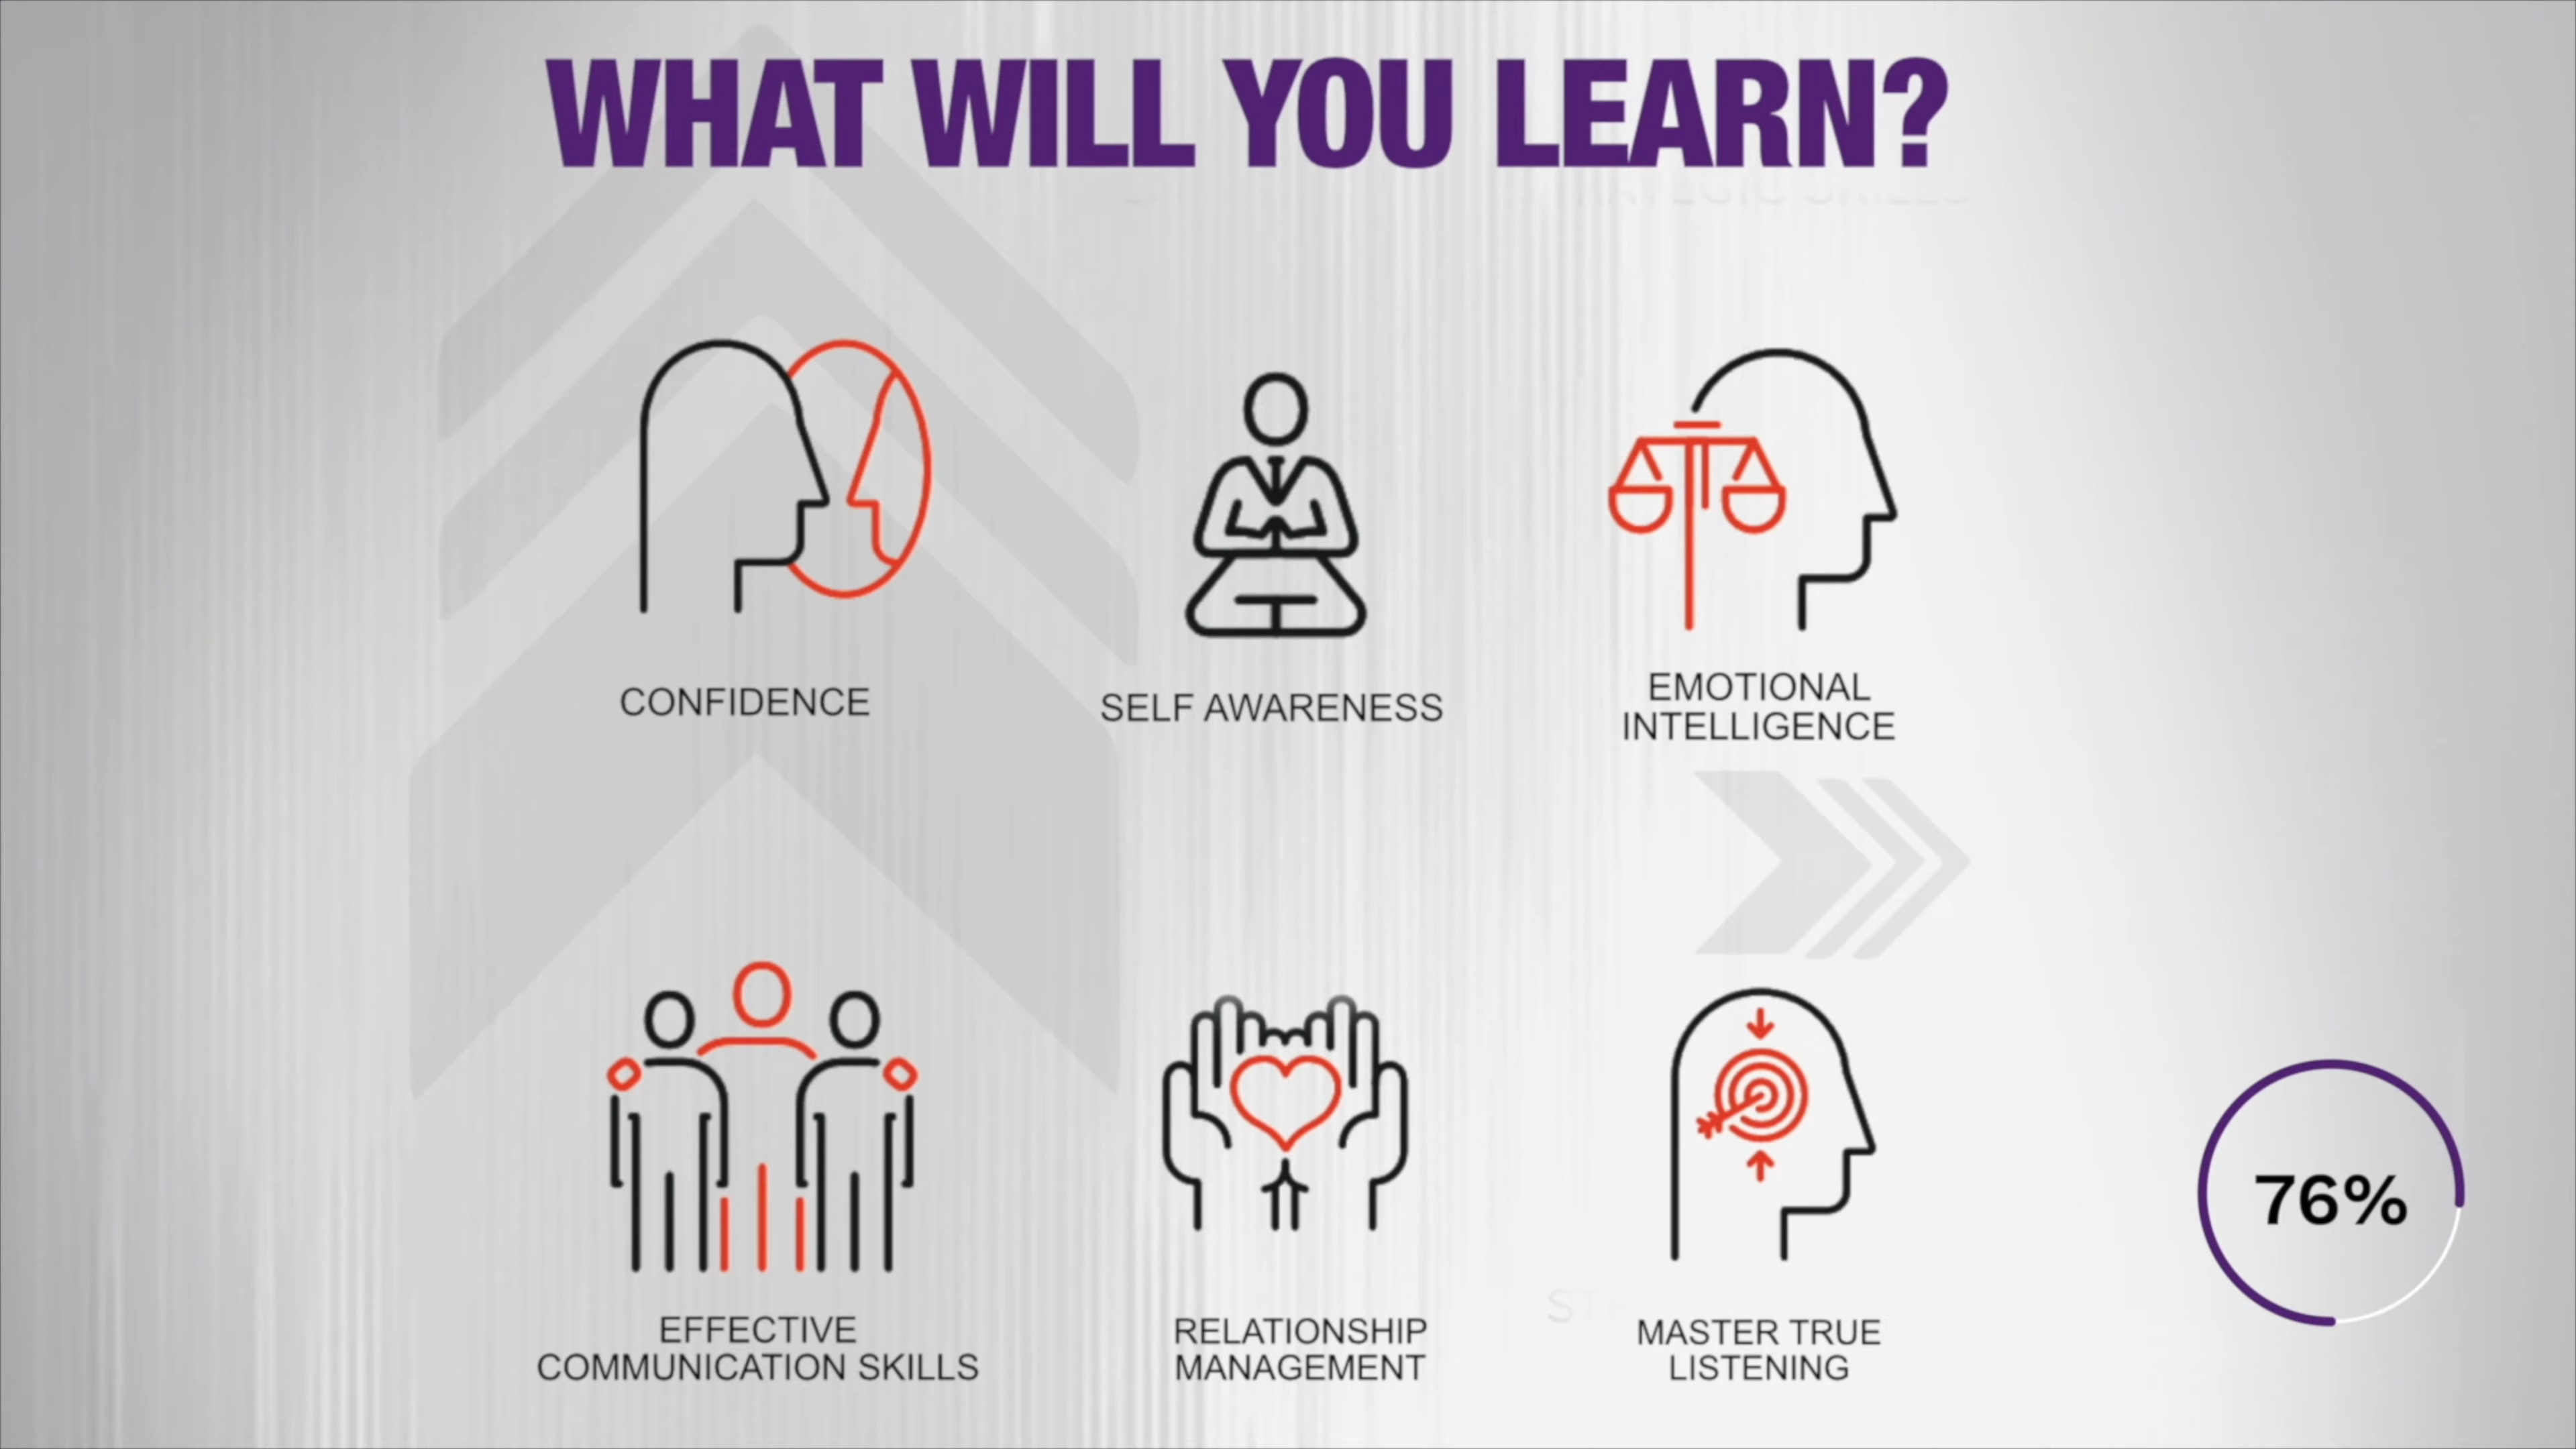 WHAT WILL YOU LEARN?
CONFIDENCE
SELF AWARENESS
EMOTIONAL
INTELLIGENCE
EFFECTIVE
COMMUNICATION SKILLS
RELATIONSHIP
MANAGEMENT
MASTER TRUE
LISTENING
76%